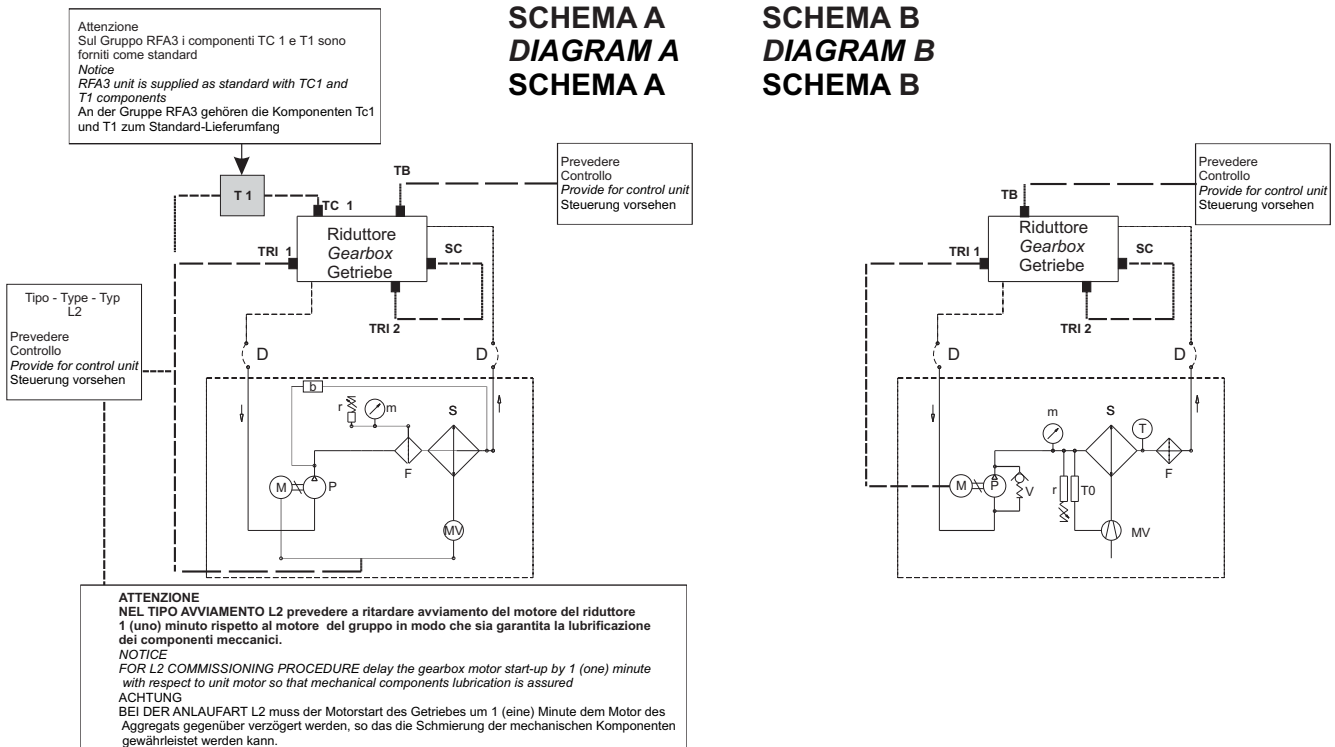 SCHEMA A
DIAGRAM A
SCHEMA A
SCHEMA B
DIAGRAM B
SCHEMA B
Attenzione
Sul Gruppo RFA3 i componenti TC 1 e T1 sono
forniti come standard
Notice
RFA3 unit is supplied as standard with TC1 and
T1 components
An der Gruppe RFA3 gehören die Komponenten Tc1
und T1 zum Standard-Lieferumfang
T 1
TC 1
TB
Prevedere
Controllo
Provide for control unit
Steuerung vorsehen
TRI 1
Riduttore
Gearbox
Getriebe
SC
TRI 2
Tipo - Type - Typ
L2
Prevedere
Controllo
Provide for control unit
Steuerung vorsehen
D
D
b
r
m
S
F
M
P
MV
ATTENZIONE
NEL TIPO AVVIAMENTO L2 prevedere a ritardare avviamento del motore del riduttore
1 (uno) minuto rispetto al motore del gruppo in modo che sia garantita la lubrificazione
dei componenti meccanici.
NOTICE
FOR L2 COMMISSIONING PROCEDURE delay the gearbox motor start-up by 1 (one) minute
with respect to unit motor so that mechanical components lubrication is assured
ACHTUNG
BEI DER ANLAUFART L2 muss der Motorstart des Getriebes um 1 (eine) Minute dem Motor des
Aggregats gegenüber verzögert werden, so das die Schmierung der mechanischen Komponenten
gewährleistet werden kann.
TB
Prevedere
Controllo
Provide for control unit
Steuerung vorsehen
TRI 1
Riduttore
Gearbox
Getriebe
SC
TRI 2
D
D
m
S
T
M
P
V
r
T0
F
MV